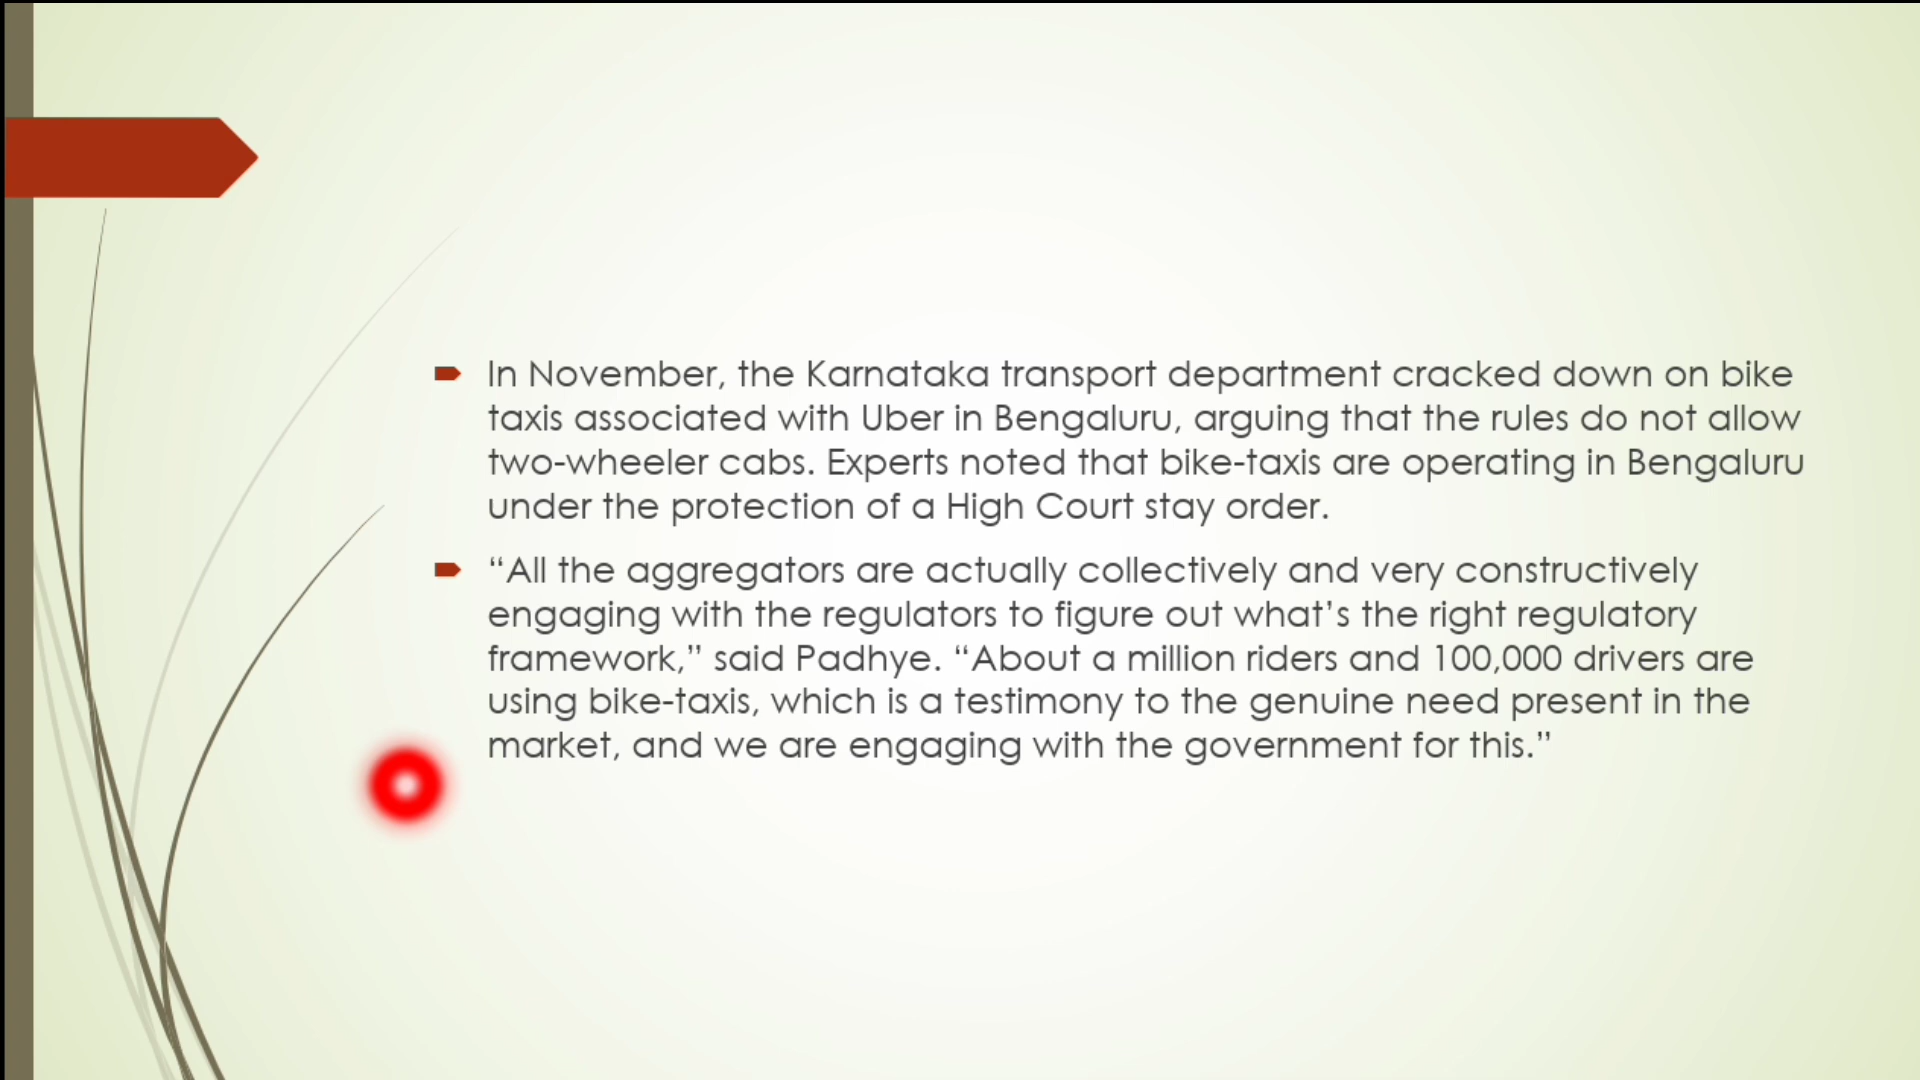 In November, the Karnataka transport department cracked down on bike
taxis associated with Uber in Bengaluru, arguing that the rules do not allow
two-wheeler cabs. Experts noted that bike-taxis are operating in Bengaluru
under the protection of a High Court stay order.
“All the aggregators are actually collectively and very constructively
engaging with the regulators to figure out what’s the right regulatory
framework,” said Padhye. “About a million riders and 100,000 drivers are
using bike-taxis, which is a testimony to the genuine need present in the
market, and we are engaging with the government for this.”